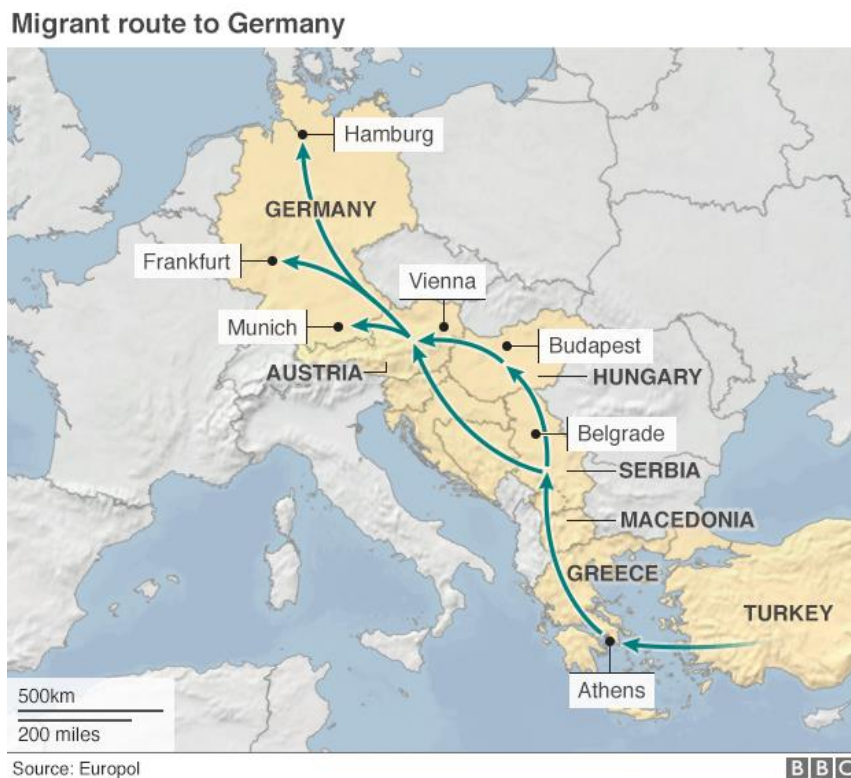 Migrant route to Germany
Hamburg
GERMANY
Frankfurt
Vienna
Munich
Budapest
AUSTRIA
HUNGARY
Belgrade
SERBIA
MACEDONIA
GREECE
TURKEY
Athens
500km
200 miles
Source: Europol
BBC